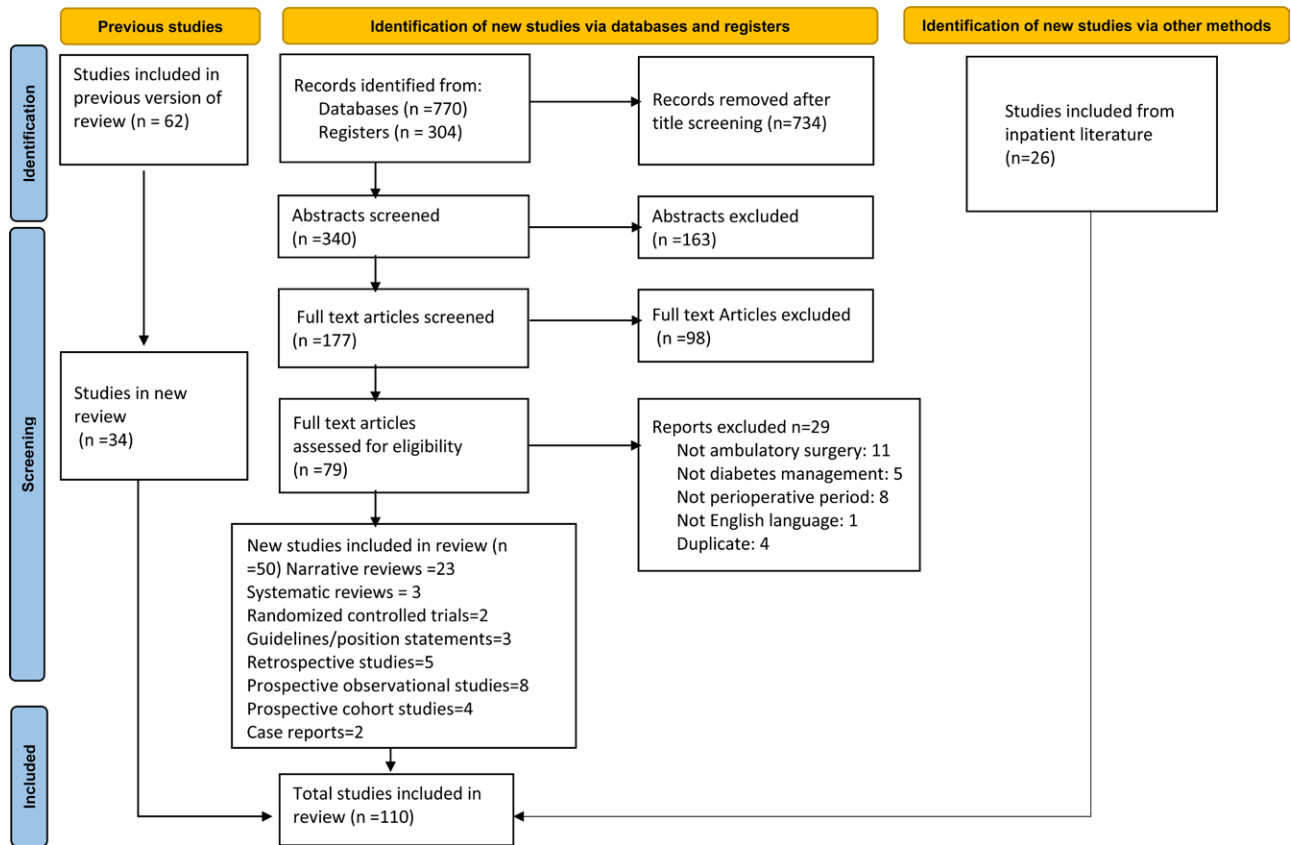 Previous studies
Identification of new studies via databases and registers
Identification of new studies via other methods
Identification
Studies included in
previous version of
review (n = 62)
Records identified from:
Databases (n =770)
Registers (n = 304)
Records removed after
title screening (n=734)
Studies included from
inpatient literature
(n=26)
Abstracts screened
(n =340)
Abstracts excluded
(n =163)
Screening
Full text articles screened
(n =177)
Full text Articles excluded
(n =98)
Studies in new
review
(n =34)
Full text articles
assessed for eligibility
(n =79)
Reports excluded n=29
Not ambulatory surgery: 11
Not diabetes management: 5
Not perioperative period: 8
Not English language: 1
Duplicate: 4
New studies included in review (n
=50) Narrative reviews =23
Systematic reviews = 3
Randomized controlled trials=2
Guidelines/position statements=3
Retrospective studies=5
Prospective observational studies=8
Prospective cohort studies=4
Case reports=2
Included
Total studies included in
review (n =110)